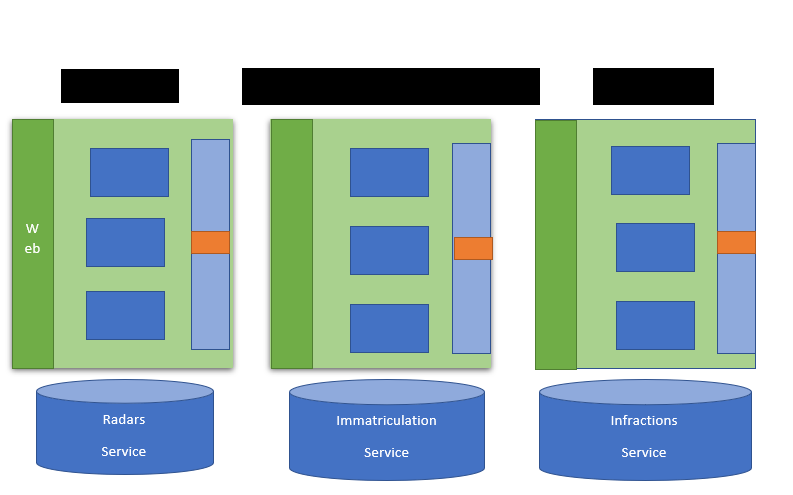 W
eb
Radars
Service
Immatriculation
Service
Infractions
Service